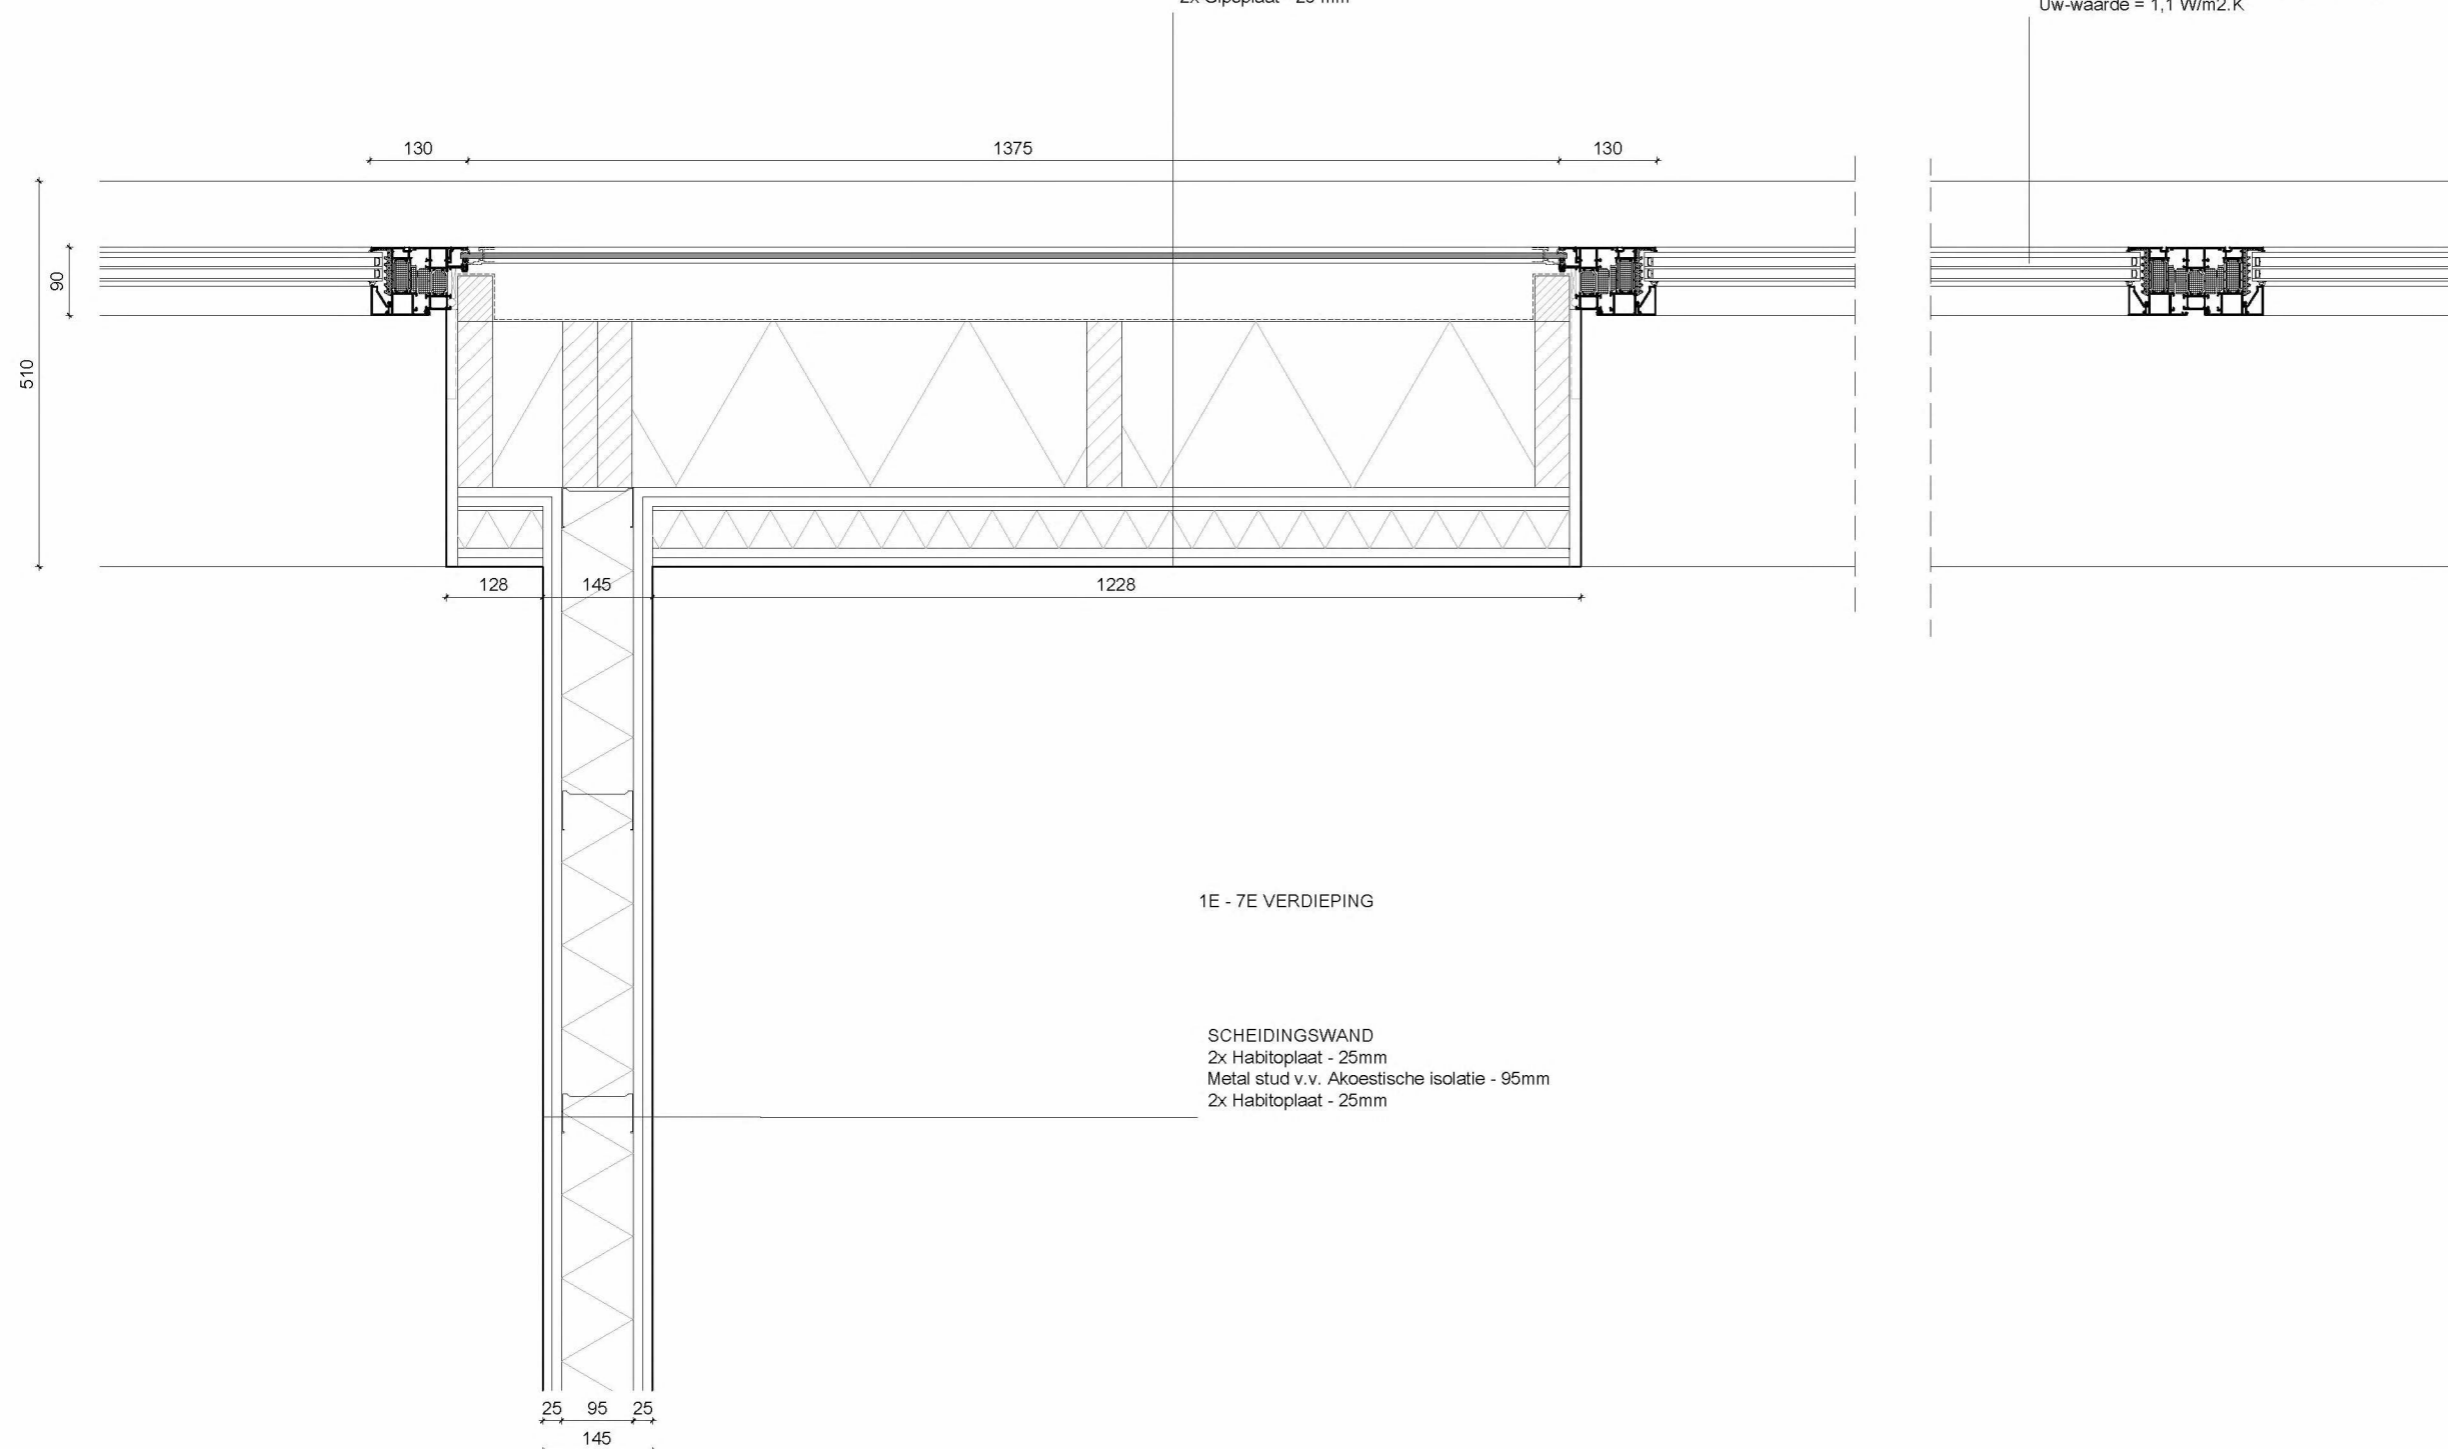 Uw-waarde = 1,1 W/m2.K
130
1375
130
90
510
128
145
1228
1E - 7E VERDIEPING
SCHEIDINGSWAND
2x Habitoplaat - 25mm
Metal stud v.v. Akoestische isolatie - 95mm
2x Habitoplaat - 25mm
25
95
25
145